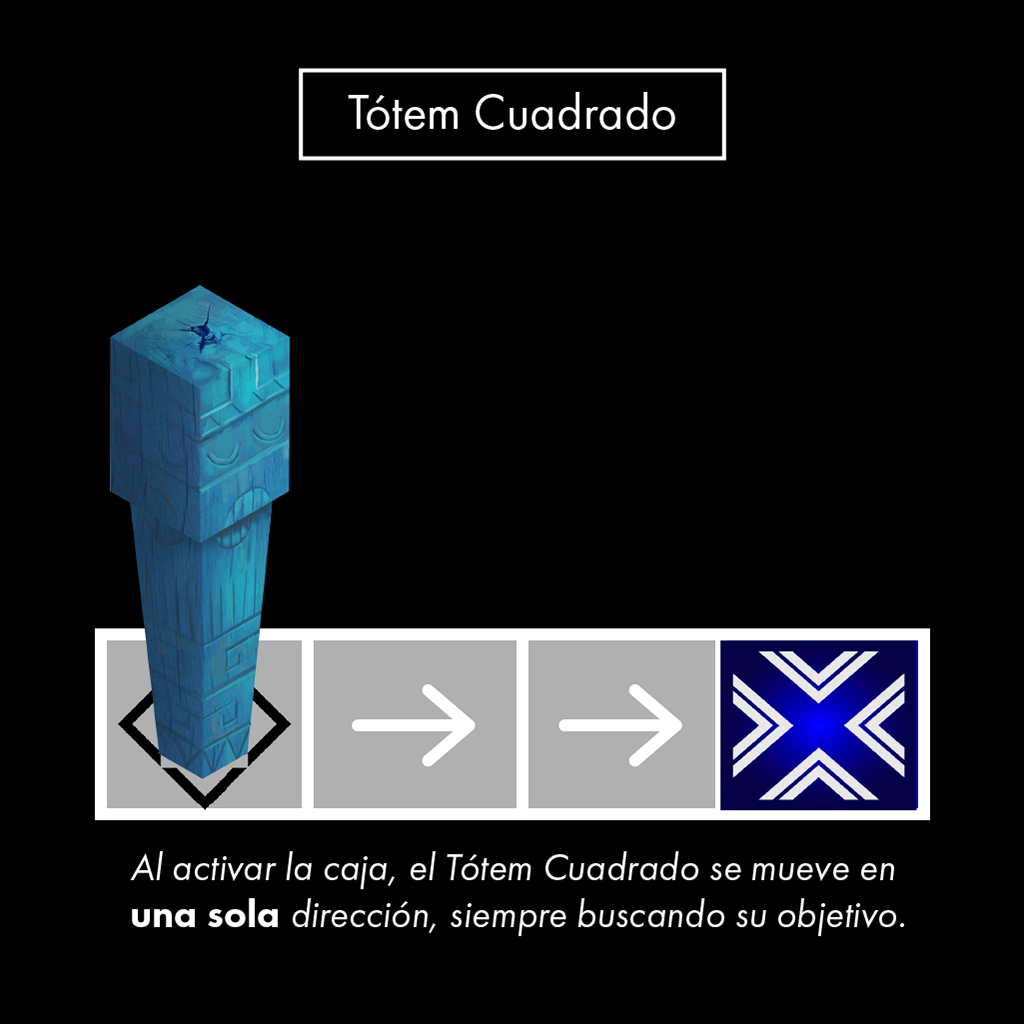 Tótem Cuadrado
Al activar la caja, el Tótem Cuadrado se mueve en
una sola dirección, siempre buscando su objetivo.